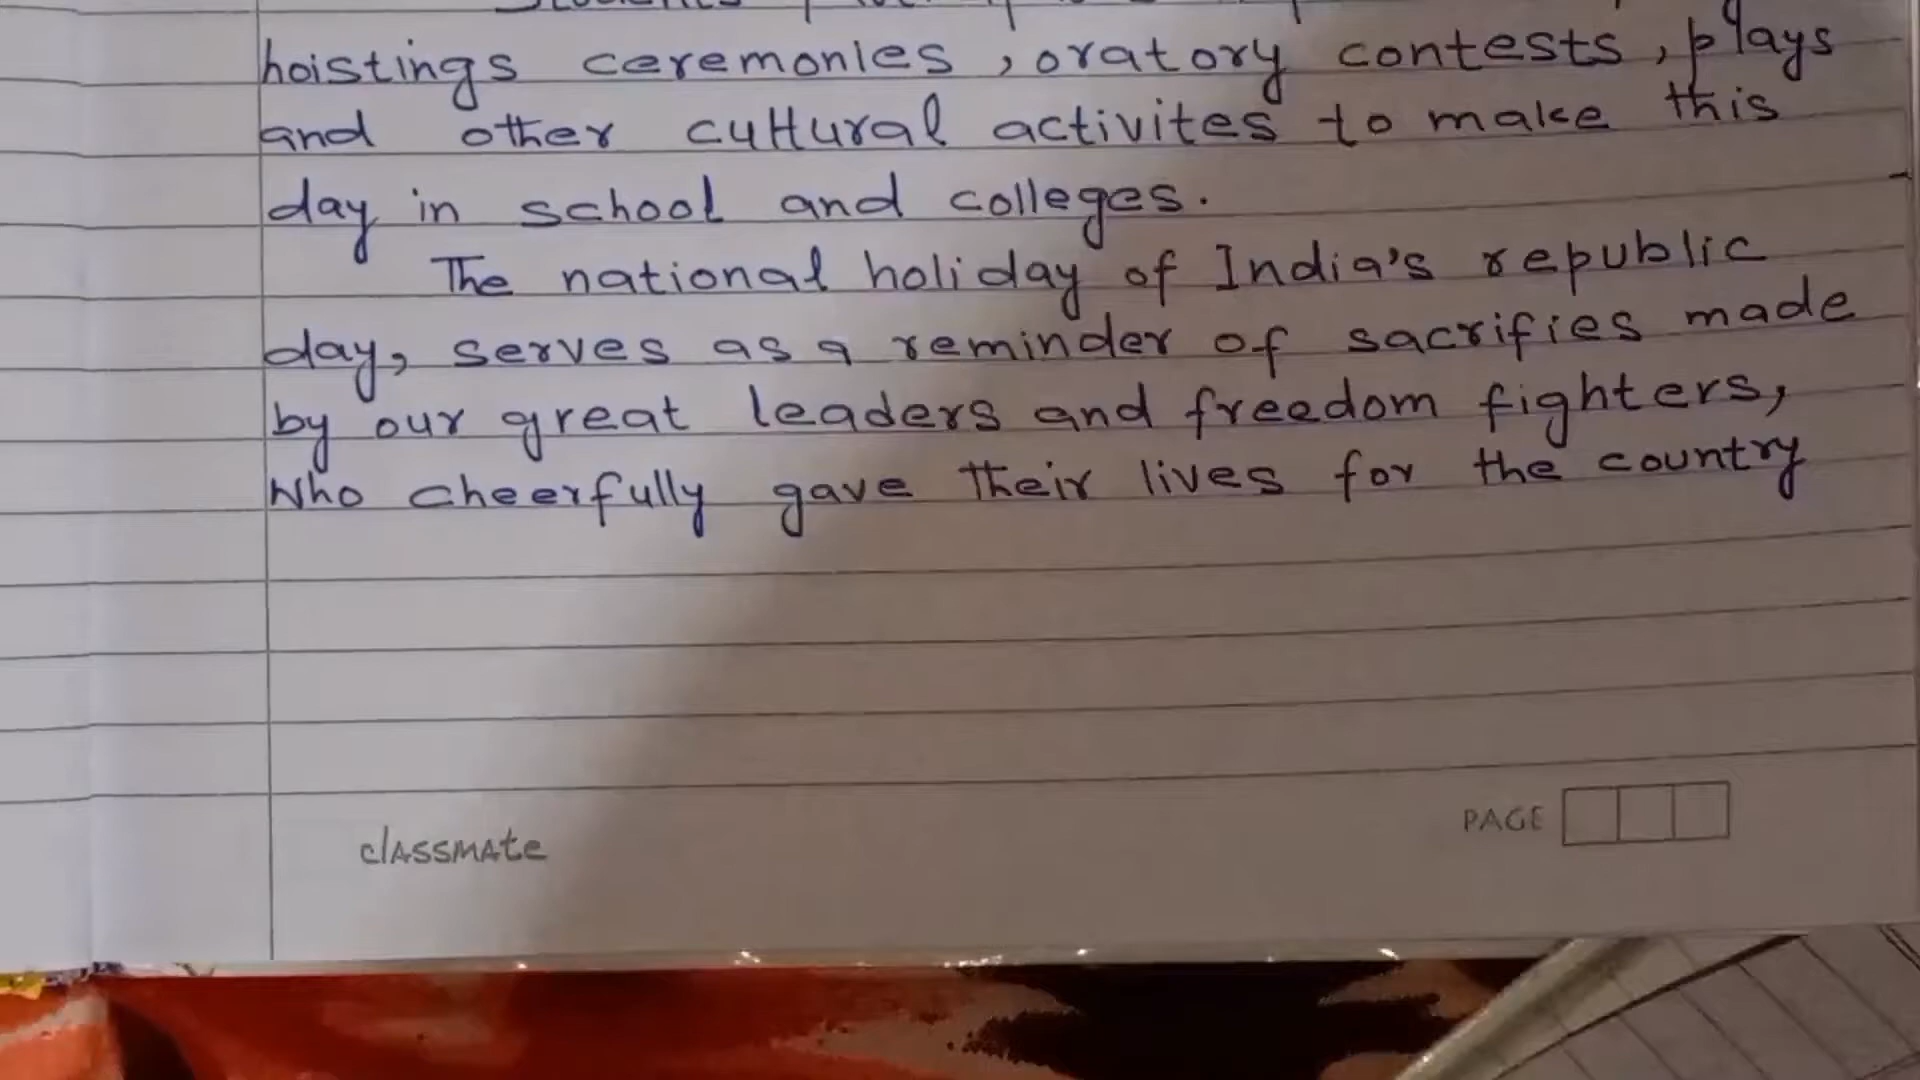 Students
hoistings ceremonies , oratory contests , plays
and other cultural activites to make this
day in school and colleges .
The national holiday of India's republic
day, serves as a reminder of sacrifies made
by our great leaders and freedom fighters,
Who cheerfully gave their lives for the country
classmate
PAGE